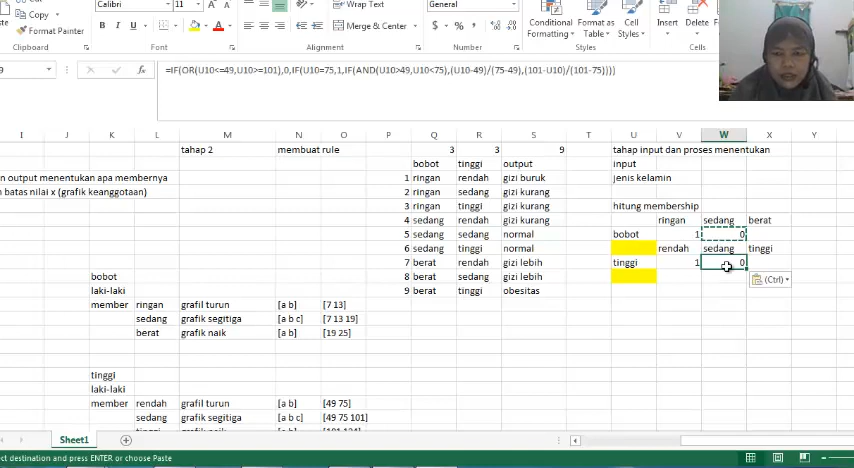 Copy
Format Painter
Calibri
11
B I U
A
Wrap Text
Merge & Center
$ % ,
Conditional Formatting
Format as Table
Cell Styles
Insert
Delete
Clipboard
Font
Alignment
Number
Styles
9
fx
=IF(OR(U10<=49,U10>=101),0,IF(U10=75,1,IF(AND(U10>49,U10<75),(U10-49)/(75-49),(101-U10)/(101-75))))
I J K L M N O P Q R S T U V W X Y
tahap 2 membuat rule 3 3 9 tahap input dan proses menentukan
bobot tinggi output input
n output menentukan apa membernya 1 ringan rendah gizi buruk jenis kelamin
n batas nilai x (grafik keanggotaan) 2 ringan sedang gizi kurang
3 ringan tinggi gizi kurang hitung membership
4 sedang rendah gizi kurang ringan sedang berat
5 sedang sedang normal bobot 1 0
6 sedang tinggi normal rendah sedang tinggi
7 berat rendah gizi lebih tinggi 1 0
bobot 8 berat sedang gizi lebih
(Ctrl)
laki-laki 9 berat tinggi obesitas
member ringan grafil turun [a b] [7 13]
sedang grafik segitiga [a b c] [7 13 19]
berat grafik naik [a b] [19 25]
tinggi
laki-laki
member rendah grafil turun [a b] [49 75]
sedang grafik segitiga [a b c] [49 75 101]
tinggi grafik naik [a b] [101 124]
Sheet1
ct destination and press ENTER or choose Paste